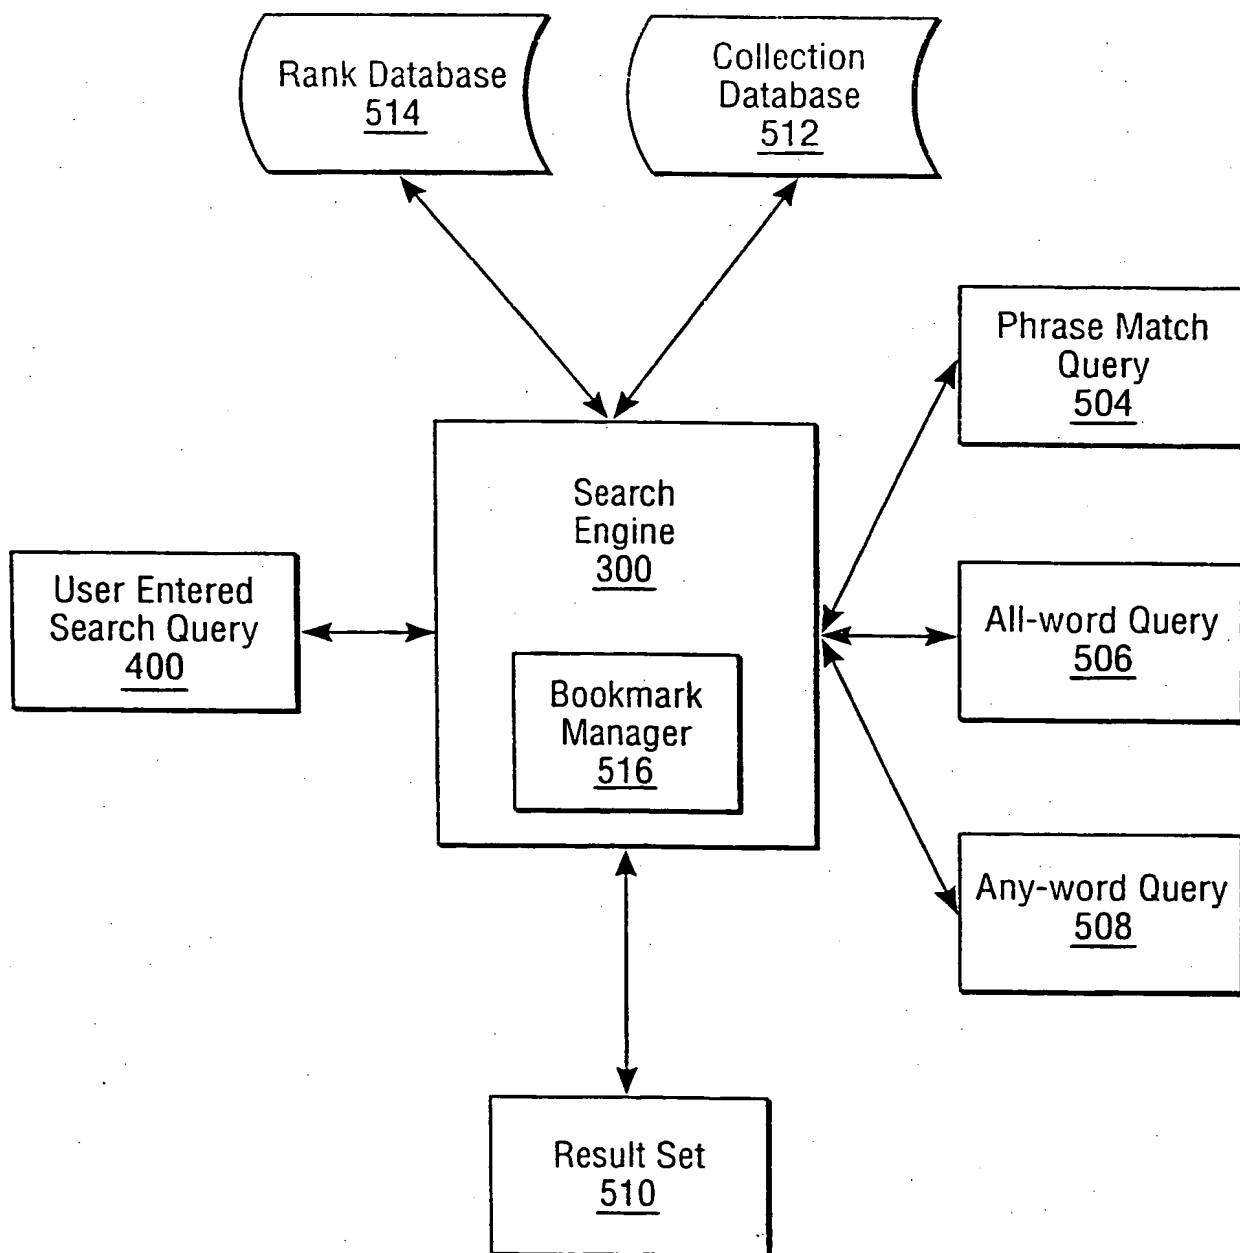 Rank Database
514
Collection
Database
512
Phrase Match
Query
504
Search
Engine
300
User Entered
Search Query
400
All-word Query
506
Bookmark
Manager
516
Any-word Query
508
Result Set
510